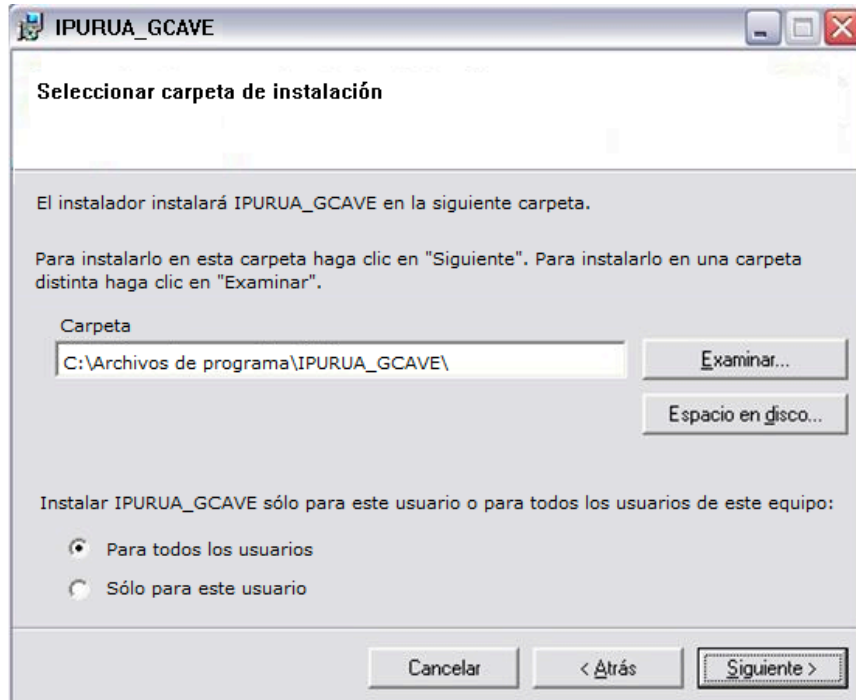 IPURUA_GCAVE
Seleccionar carpeta de instalación
El instalador instalará IPURUA_GCAVE en la siguiente carpeta.
Para instalarlo en esta carpeta haga clic en "Siguiente". Para instalarlo en una carpeta
distinta haga clic en "Examinar".
Carpeta
C:\Archivos de programa\IPURUA_GCAVE\
Examinar...
Espacio en disco...
Instalar IPURUA_GCAVE sólo para este usuario o para todos los usuarios de este equipo:
Para todos los usuarios
Sólo para este usuario
Cancelar
< Atrás
Siguiente >